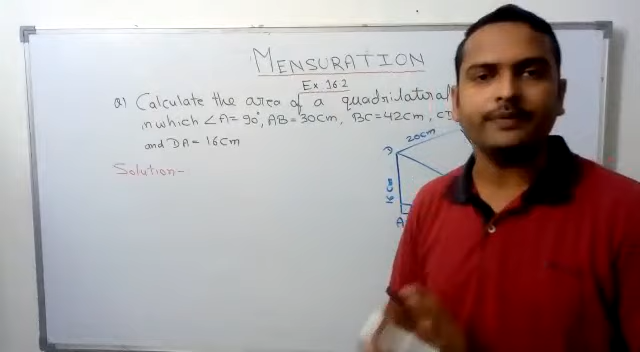 MENSURATION
Ex 16.2
Q) Calculate the area of a quadrilateral
in which ∠A = 90°, AB = 30cm, BC = 42cm, CD
and DA = 16cm
Solution-
20cm
D
16cm
A